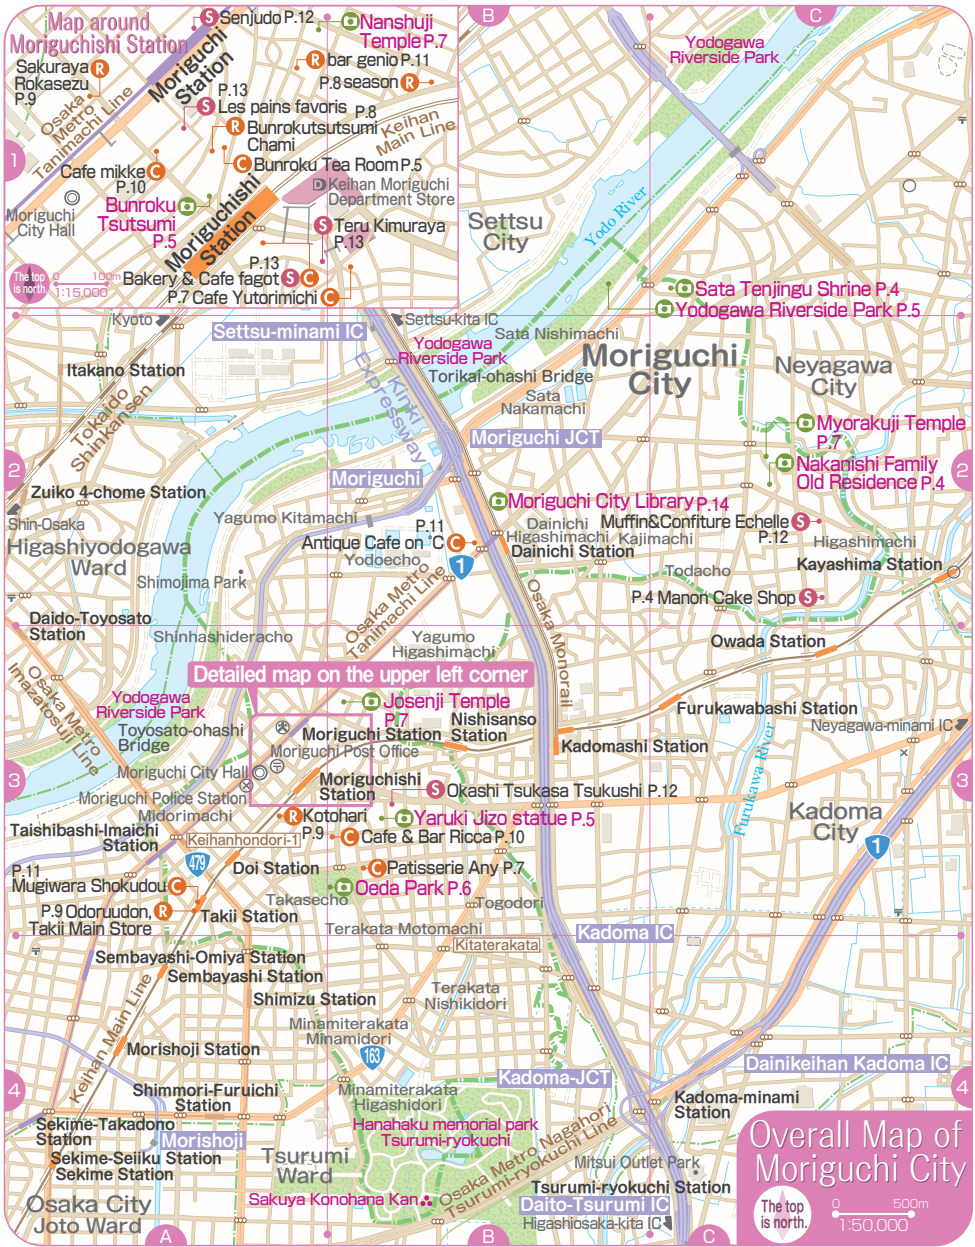 Map around
Moriguchishi Station
S Senjudo P.12
Nanshuji
Temple P.7
B
C
Yodogawa
Riverside Park
Sakuraya R
Rokasezu
P.9
Moriguchi
Station
R bar genio P.11
P.8 season R
Osaka
Metro
Tanimachi Line
P.13
S Les pains favoris
P.8
R Bunrokutsutsumi
Chami
Keihan
Main Line
1
C Bunroku Tea Room P.5
Cafe mikke C
P.10
D Keihan Moriguchi
Department Store
Moriguchi
City Hall
Bunroku
Tsutsumi
P.5
Moriguchishi
Station
S Teru Kimuraya
P.13
P.13
Bakery & Cafe fagot S C
P.7 Cafe Yutorimichi C
The top
is north.
0 100m
1:15,000
Settsu
City
Yodo River
Sata Tenjingu Shrine P.4
Yodogawa Riverside Park P.5
Kyoto
Settsu-minami IC
Settsu-kita IC
Sata Nishimachi
Yodogawa
Riverside Park
Itakano Station
Torikai-ohashi Bridge
Moriguchi
City
Neyagawa
City
Kinki
Expressway
Sata
Nakamachi
Tokaido
Shinkansen
Moriguchi JCT
Myorakuji Temple
P.7
2
Moriguchi
Nakanishi Family
Old Residence P.4
2
Zuiko 4-chome Station
Moriguchi City Library P.14
Shin-Osaka
Yagumo Kitamachi
P.11
Antique Cafe on °C C
Dainichi
Higashimachi
Kajimachi
Muffin&Confiture Echelle S
P.12
Higashiyodogawa
Ward
Yodoecho
1
Dainichi Station
Higashimachi
Kayashima Station
Shimojima Park
Todacho
Osaka Metro
Tanimachi Line
P.4 Manon Cake Shop S
Daido-Toyosato
Station
Shinhashideracho
Yagumo
Higashimachi
Osaka Monorail
Owada Station
Detailed map on the upper left corner
Osaka Metro
Imazatosuji Line
Yodogawa
Riverside Park
Josenji Temple
P.7
Furukawabashi Station
Toyosato-ohashi
Bridge
Moriguchi Station
Nishisanso
Station
Neyagawa-minami IC
Moriguchi Post Office
Kadomashi Station
3
Moriguchi City Hall
Moriguchishi
Station
3
Moriguchi Police Station
S Okashi Tsukasa Tsukushi P.12
Furukawa River
Midorimachi
R Kotohari
P.9
Yaruki Jizo statue P.5
Kadoma
City
Taishibashi-Imaichi
Station
Keihanhondori-1
C Cafe & Bar Ricca P.10
1
479
Doi Station
C Patisserie Any P.7
P.11
Mugiwara Shokudou C
Oeda Park P.6
Takasecho
Togodori
P.9 Odoruudon, R
Takii Main Store
Takii Station
Terakata Motomachi
Kadoma IC
Kitaterakata
Sembayashi-Omiya Station
Sembayashi Station
Shimizu Station
Terakata
Nishikidori
Keihan Main Line
Minamiterakata
Minamidori
Morishoji Station
163
Dainikeihan Kadoma IC
4
Kadoma-JCT
4
Shimmori-Furuichi
Station
Minamiterakata
Higashidori
Kadoma-minami
Station
Sekime-Takadono
Station
Hanahaku memorial park
Tsurumi-ryokuchi
Morishoji
Sekime-Seiiku Station
Tsurumi
Ward
Osaka Metro Nagahori
Tsurumi-ryokuchi Line
Mitsui Outlet Park
Sekime Station
Sakuya Konohana Kan
Tsurumi-ryokuchi Station
Osaka City
Joto Ward
Daito-Tsurumi IC
Higashiosaka-kita IC
A
B
C
Overall Map of
Moriguchi City
The top
is north.
0 500m
1:50,000